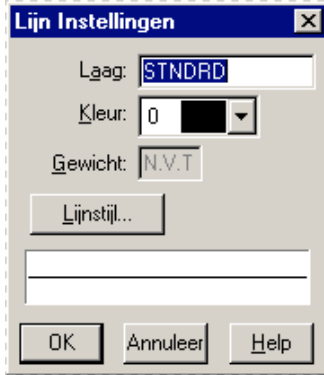 Lijn Instellingen
Laag: STNDRD
Kleur: 0
Gewicht: N.V.T
Lijnstijl...
OK Annuleer Help